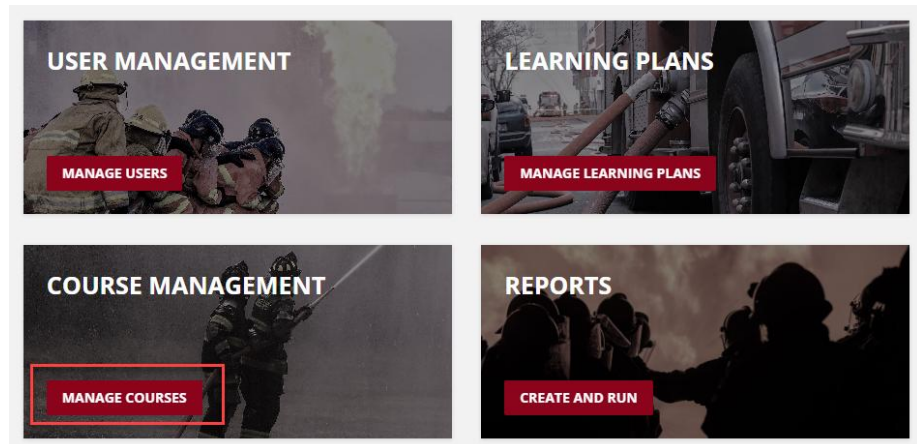 USER MANAGEMENT
MANAGE USERS
LEARNING PLANS
MANAGE LEARNING PLANS
COURSE MANAGEMENT
MANAGE COURSES
REPORTS
CREATE AND RUN